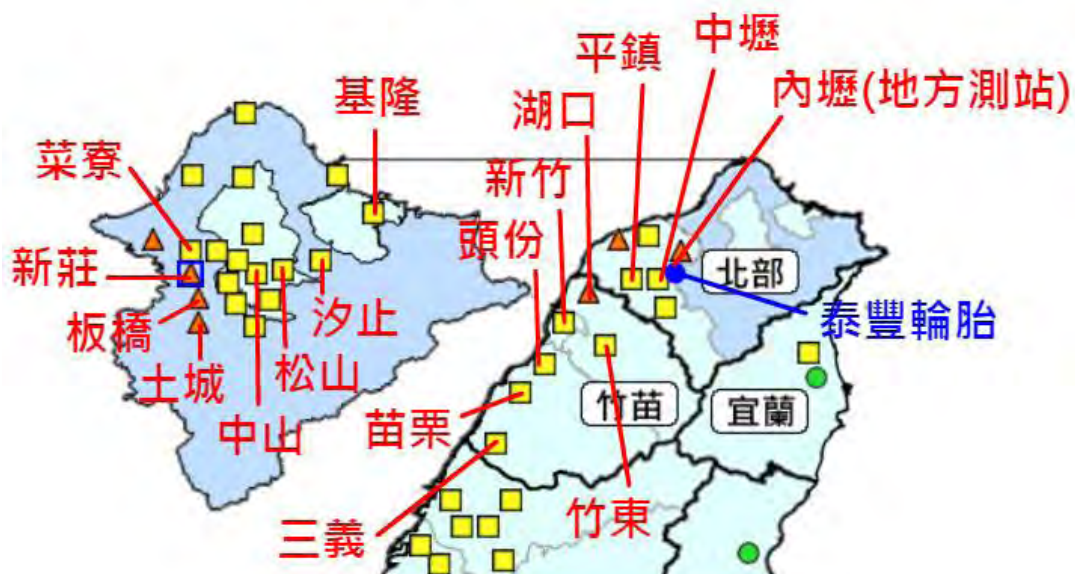 基隆
菜寮
新莊
板橋
土城
中山
松山
汐止
中壢
平鎮
內壢(地方測站)
湖口
新竹
頭份
北部
泰豐輪胎
竹苗
宜蘭
苗栗
竹東
三義